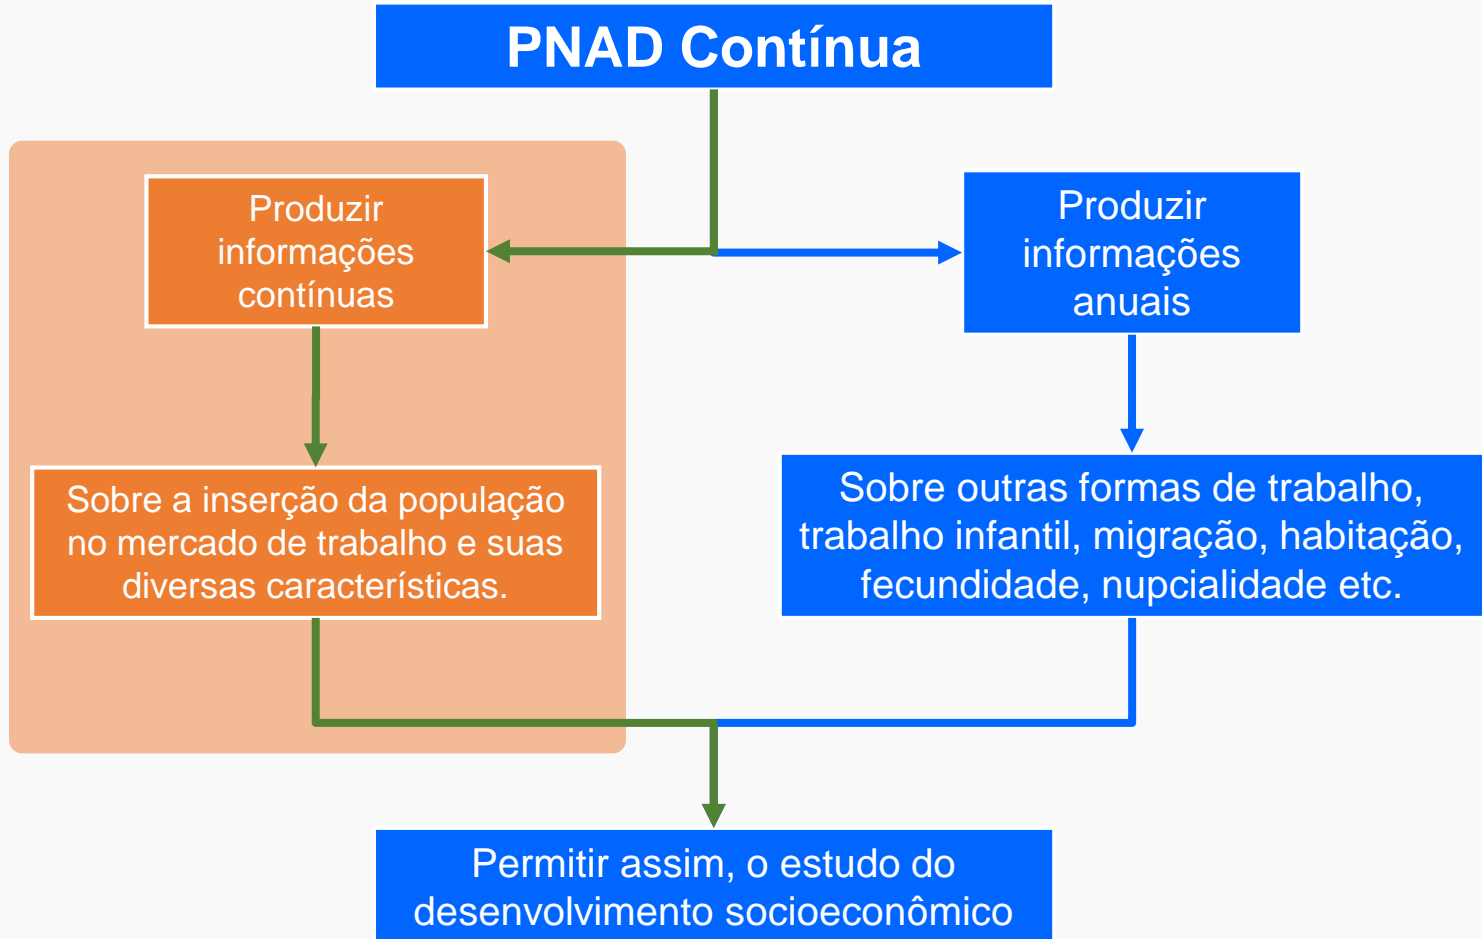 PNAD Contínua
Produzir
informações
contínuas
Produzir
informações
anuais
Sobre a inserção da população
no mercado de trabalho e suas
diversas características.
Sobre outras formas de trabalho,
trabalho infantil, migração, habitação,
fecundidade, nupcialidade etc.
Permitir assim, o estudo do
desenvolvimento socioeconômico